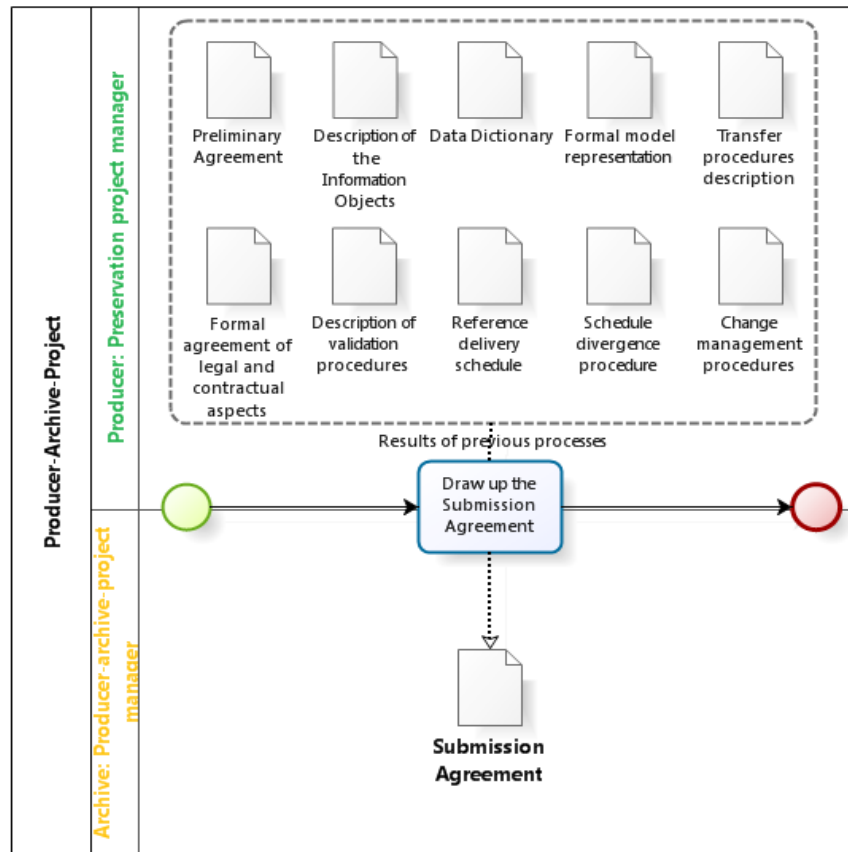 Producer-Archive-Project
Producer: Preservation project manager
Archive: Producer-archive-project
manager
Preliminary
Agreement
Description of
the
Information
Objects
Data Dictionary
Formal model
representation
Transfer
procedures
description
Formal
agreement of
legal and
contractual
aspects
Description of
validation
procedures
Reference
delivery
schedule
Schedule
divergence
procedure
Change
management
procedures
Results of previous processes
Draw up the
Submission
Agreement
Submission
Agreement